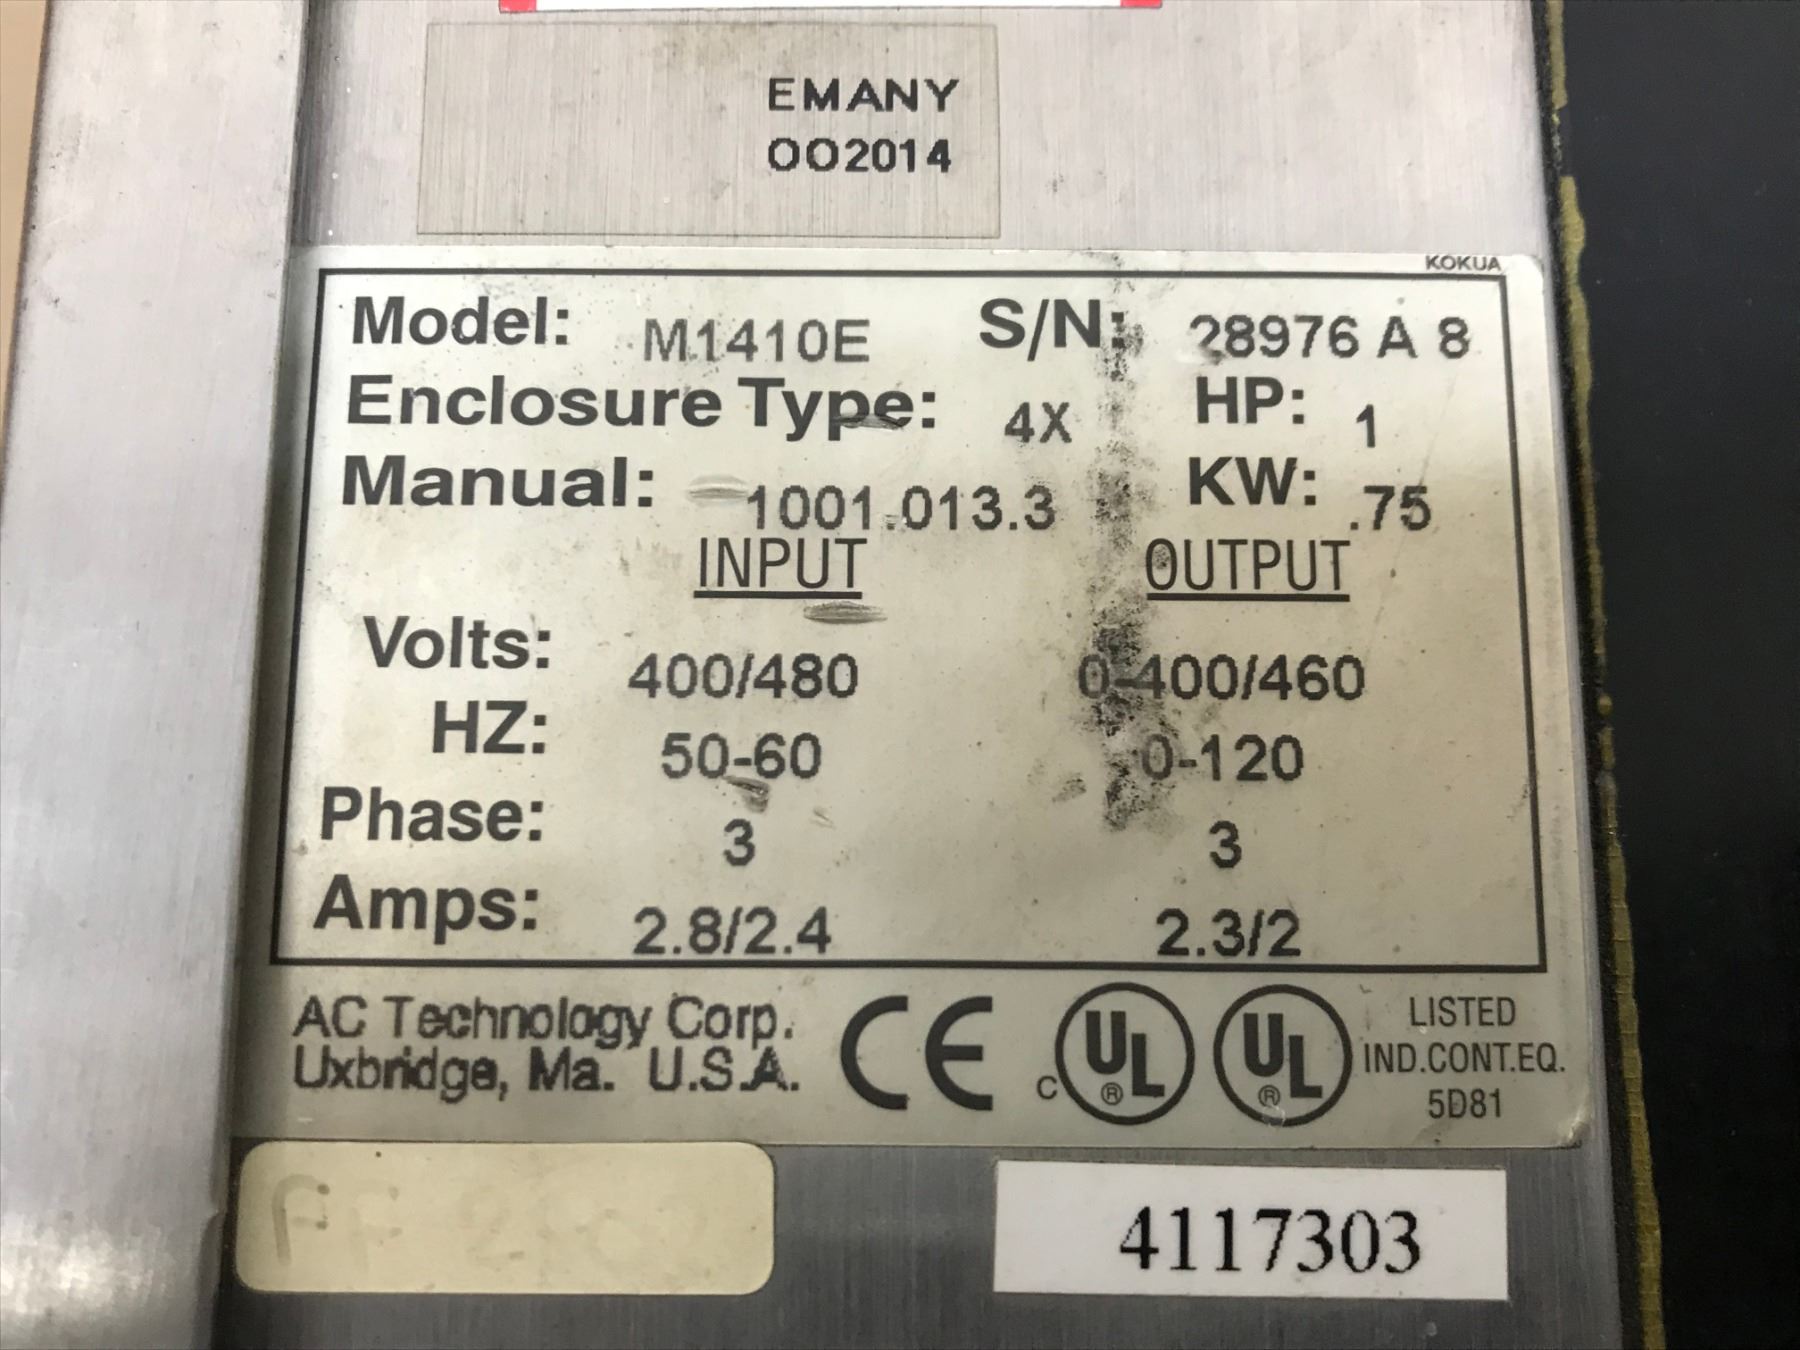 EMANY
OO2014
KOKUA
Model: M1410E S/N: 28976 A 8
Enclosure Type: 4X HP: 1
Manual: 1001.013.3 KW: .75
INPUT OUTPUT
Volts: 400/480 0-400/460
HZ: 50-60 0-120
Phase: 3 3
Amps: 2.8/2.4 2.3/2
AC Technology Corp.
Uxbridge, Ma. U.S.A.
CE
C UL ® UL ®
LISTED
IND.CONT.EQ.
5D81
4117303